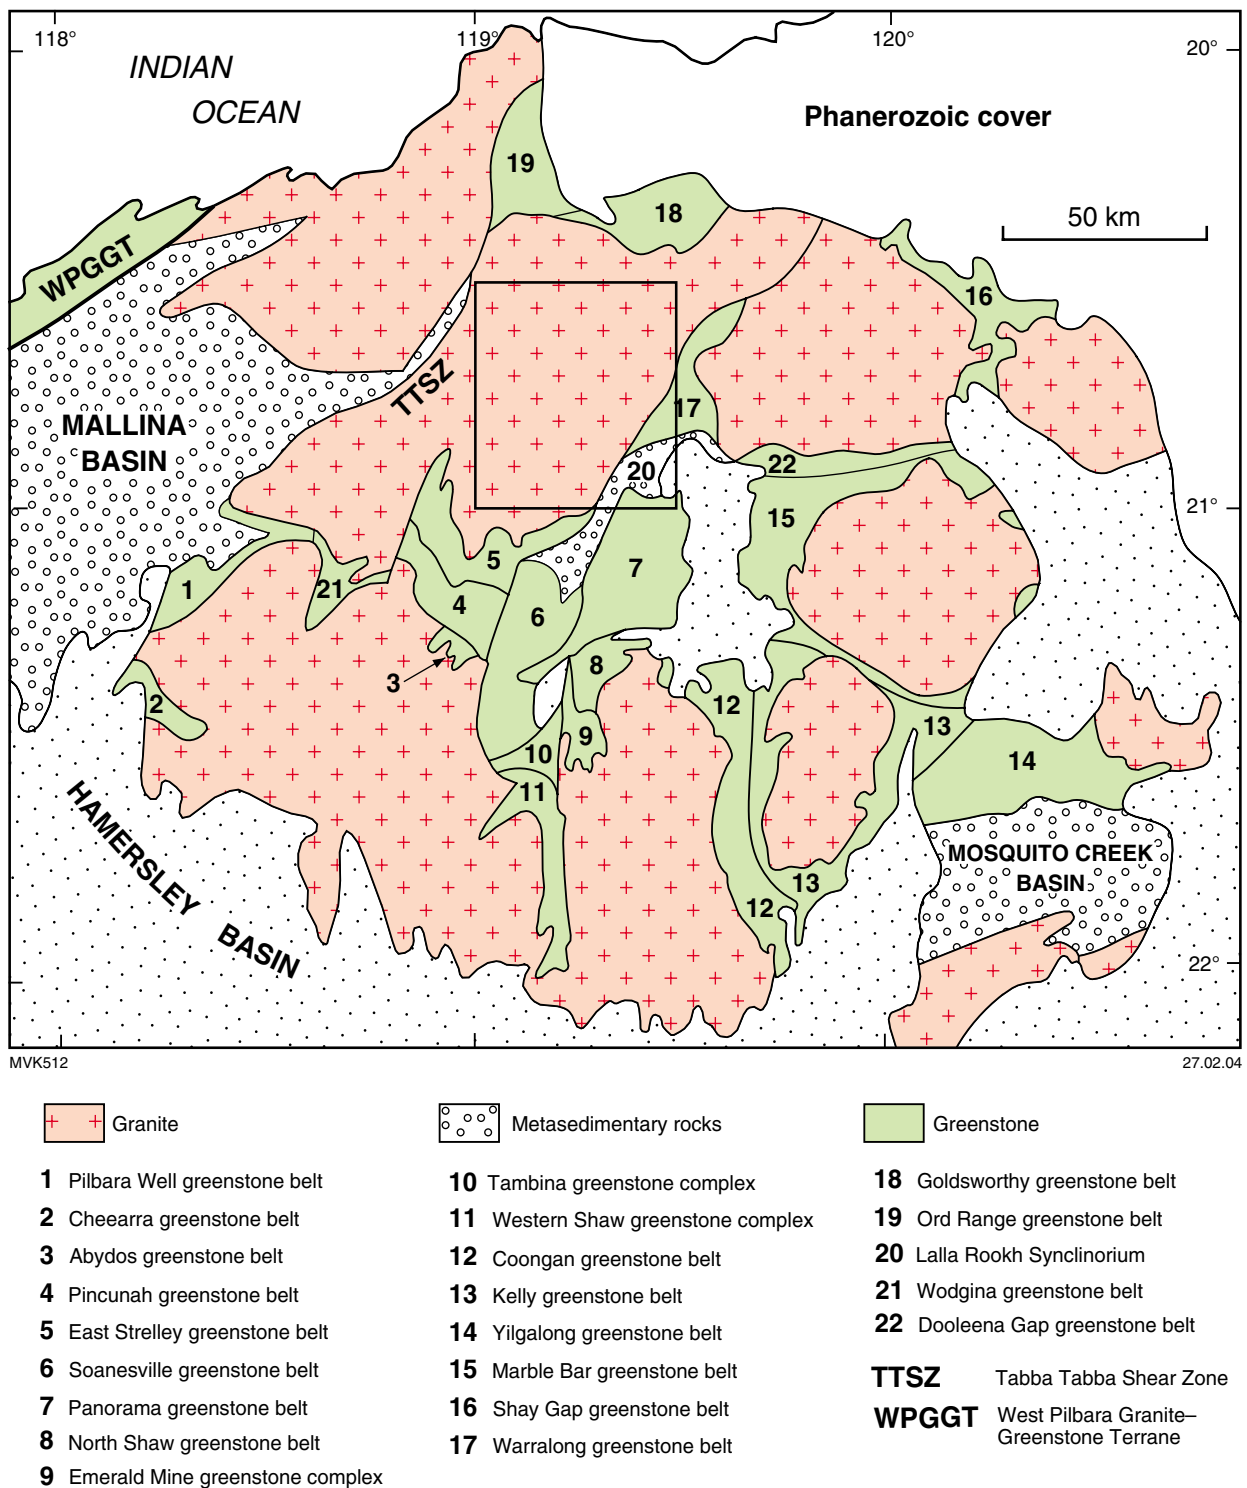 118°
119°
120°
20°
INDIAN
OCEAN
Phanerozoic cover
19
18
50 km
WPGGT
16
TTSZ
17
MALLINA
BASIN
20
22
15
21°
5
7
1
21
4
6
3
8
2
12
13
9
10
14
11
HAMERSLEY BASIN
MOSQUITO CREEK
BASIN
13
12
22°
MVK512
27.02.04
Granite
Metasedimentary rocks
Greenstone
1 Pilbara Well greenstone belt
2 Cheearra greenstone belt
3 Abydos greenstone belt
4 Pincunah greenstone belt
5 East Strelley greenstone belt
6 Soanesville greenstone belt
7 Panorama greenstone belt
8 North Shaw greenstone belt
9 Emerald Mine greenstone complex
10 Tambina greenstone complex
11 Western Shaw greenstone complex
12 Coongan greenstone belt
13 Kelly greenstone belt
14 Yilgalong greenstone belt
15 Marble Bar greenstone belt
16 Shay Gap greenstone belt
17 Warralong greenstone belt
18 Goldsworthy greenstone belt
19 Ord Range greenstone belt
20 Lalla Rookh Synclinorium
21 Wodgina greenstone belt
22 Dooleena Gap greenstone belt
TTSZ Tabba Tabba Shear Zone
WPGGT West Pilbara Granite–
Greenstone Terrane